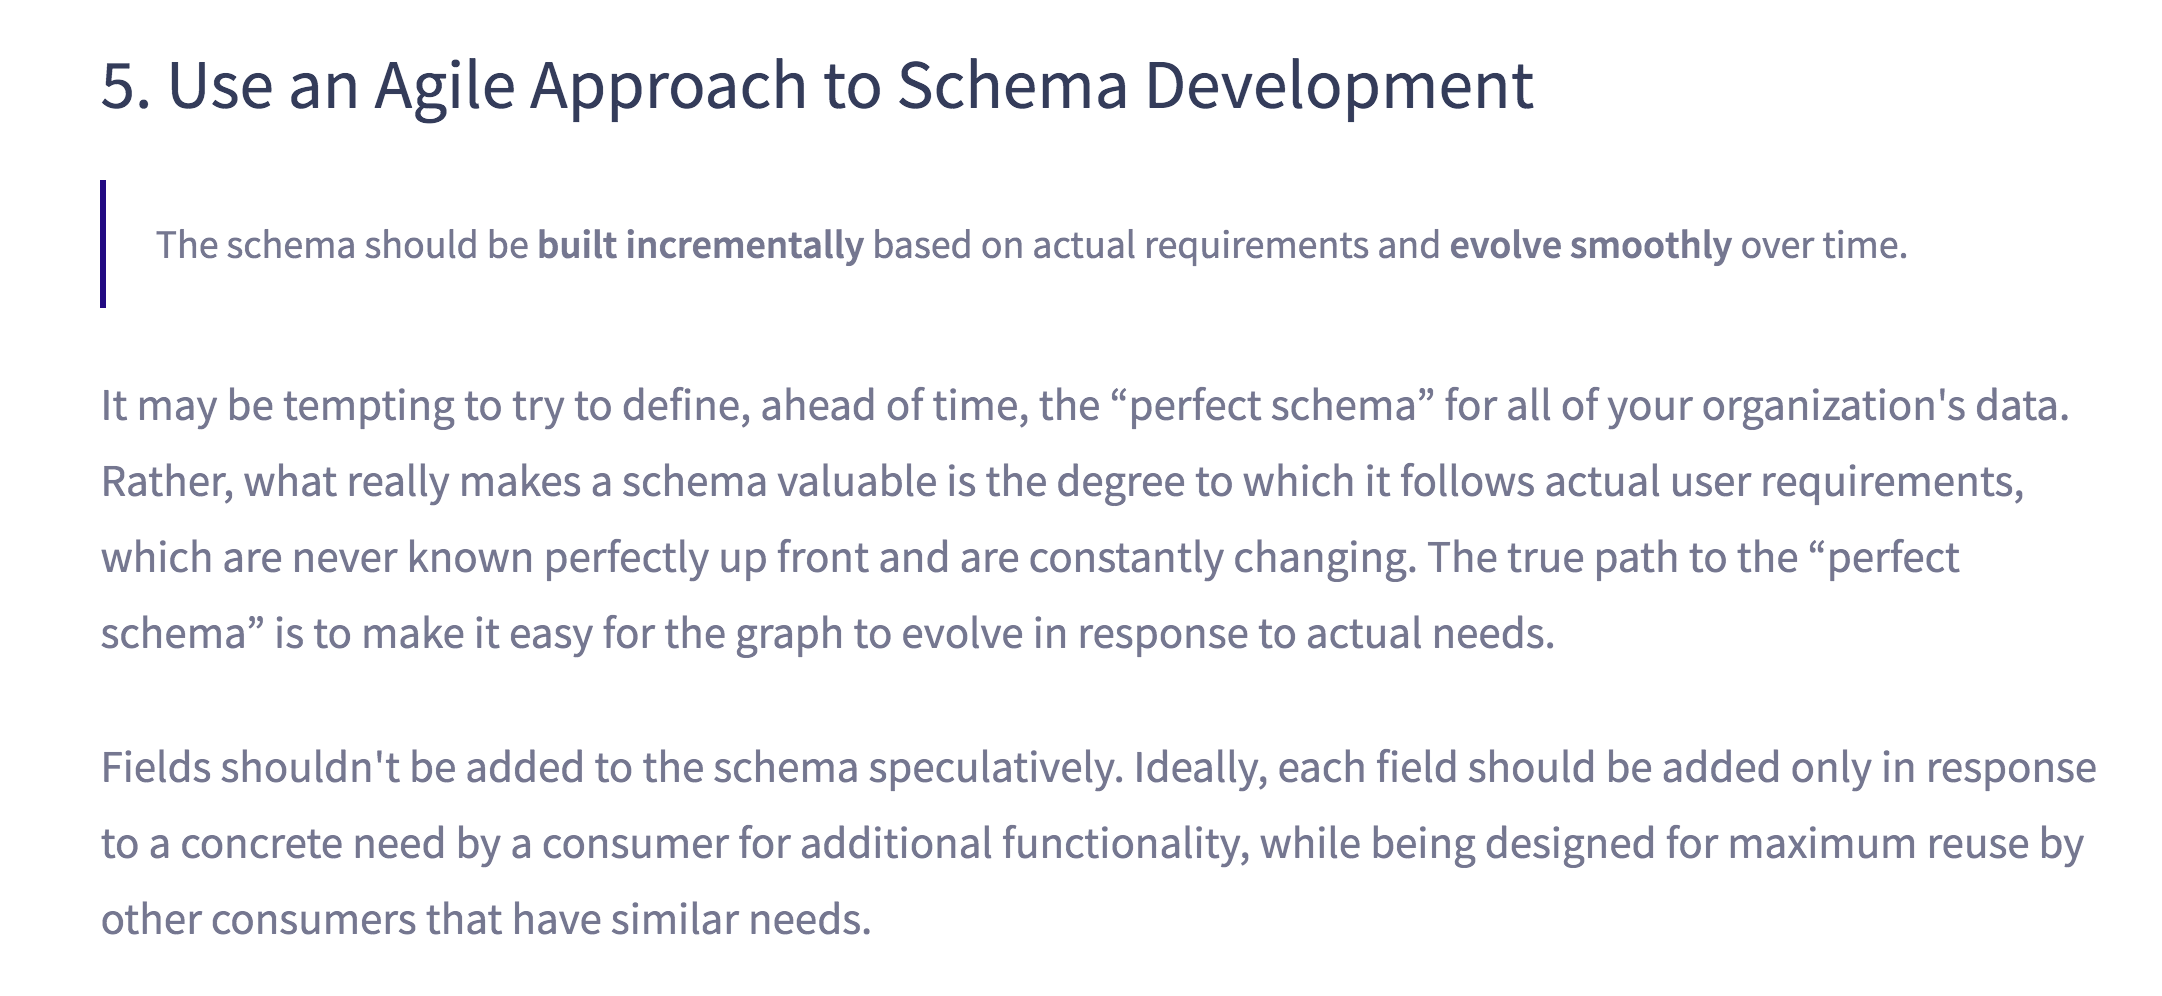 5. Use an Agile Approach to Schema Development
The schema should be built incrementally based on actual requirements and evolve smoothly over time.
It may be tempting to try to define, ahead of time, the “perfect schema” for all of your organization's data.
Rather, what really makes a schema valuable is the degree to which it follows actual user requirements,
which are never known perfectly up front and are constantly changing. The true path to the “perfect
schema” is to make it easy for the graph to evolve in response to actual needs.
Fields shouldn't be added to the schema speculatively. Ideally, each field should be added only in response
to a concrete need by a consumer for additional functionality, while being designed for maximum reuse by
other consumers that have similar needs.